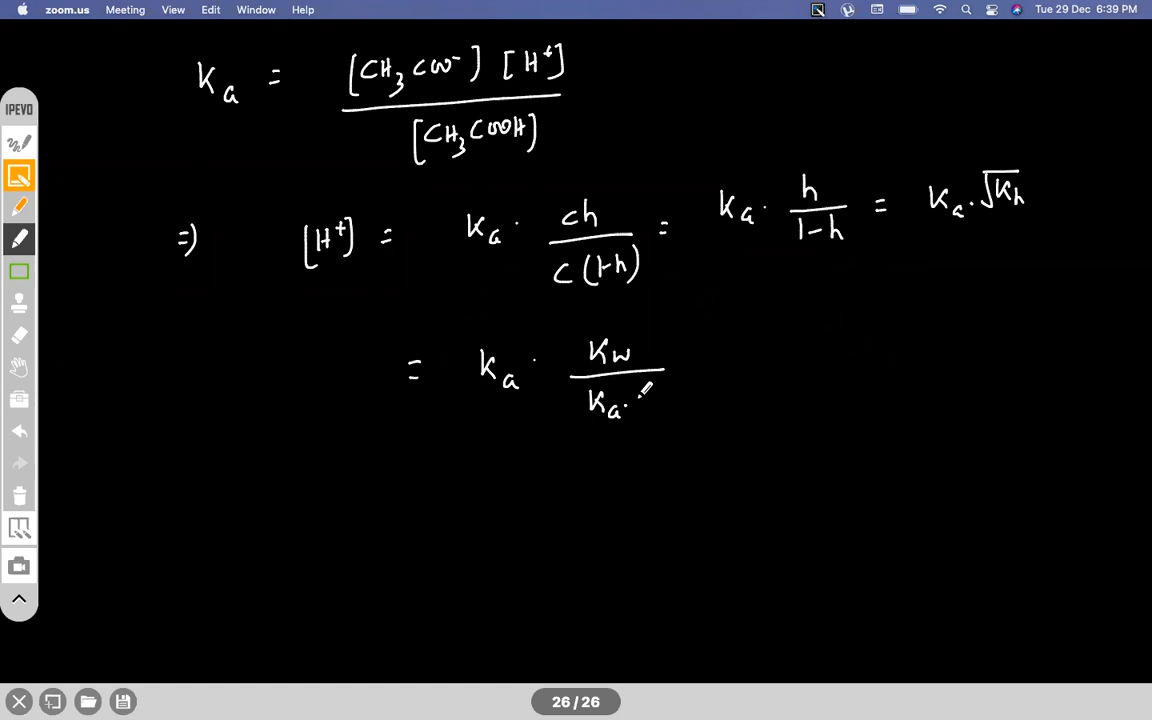 zoom.us Meeting View Edit Window Help Tue 29 Dec 6:39 PM
IPEVO
Ka = [CH3COO-] [H+] / [CH3COOH]
=) [H+] = Ka · ch / c(1-h) = Ka · h / 1-h = Ka · √Kh
= Ka · Kw / Ka ·
26 / 26